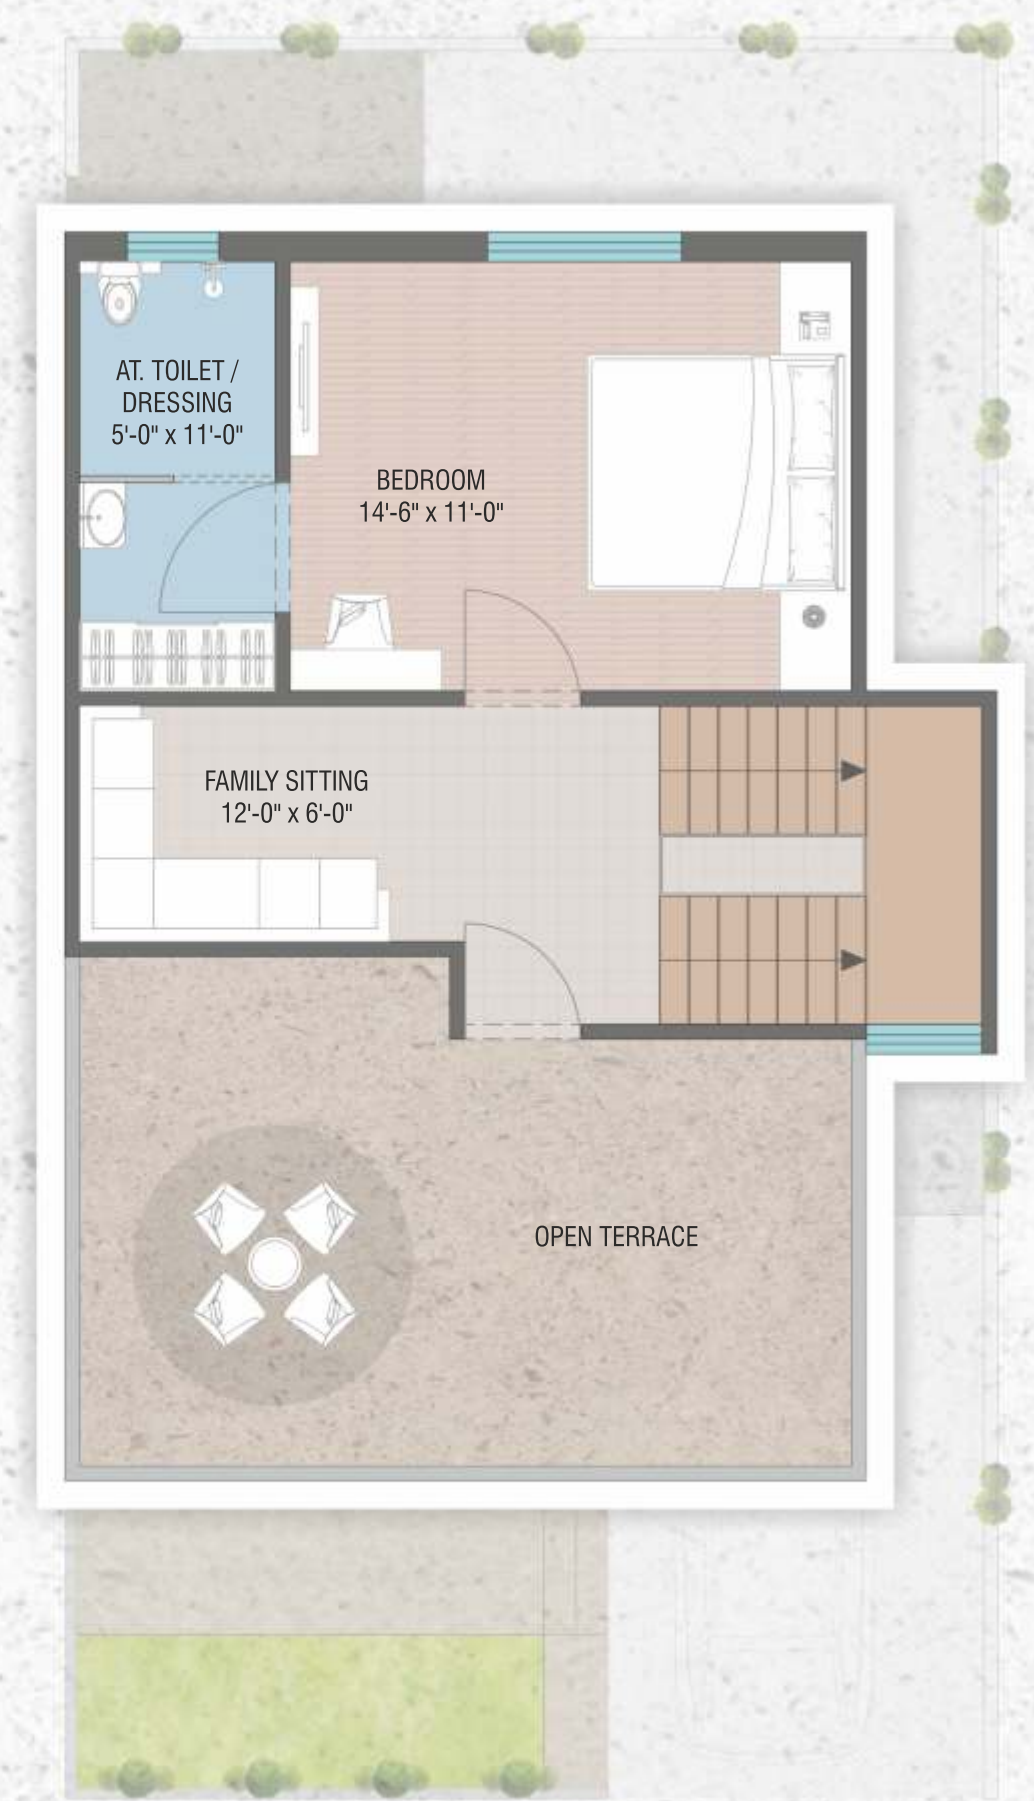 AT. TOILET /
DRESSING
5'-0" x 11'-0"
BEDROOM
14'-6" x 11'-0"
FAMILY SITTING
12'-0" x 6'-0"
OPEN TERRACE